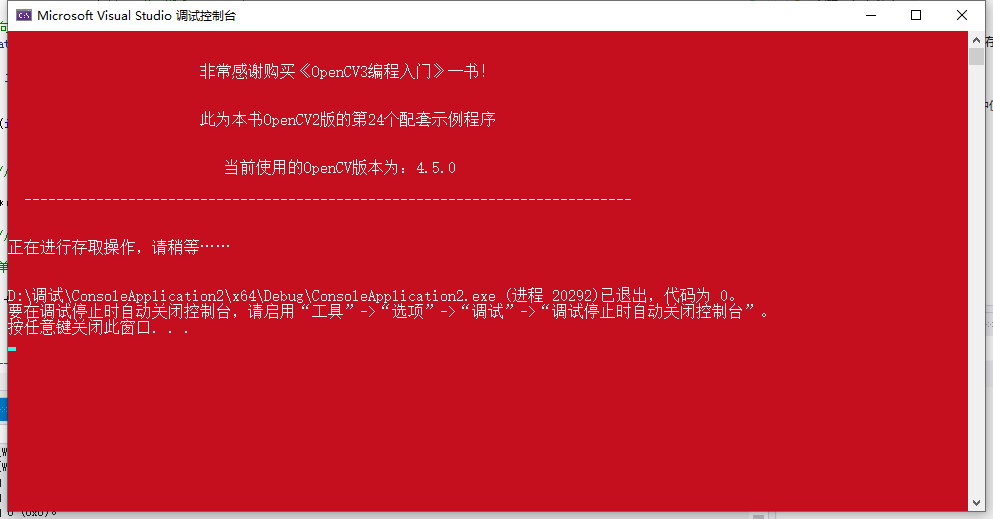 Microsoft Visual Studio 调试控制台
非常感谢购买《OpenCV3编程入门》一书!
此为本书OpenCV2版的第24个配套示例程序
当前使用的OpenCV版本为: 4.5.0
----------------------------------------------------------------------------
正在进行存取操作,请稍等……
D:\调试\ConsoleApplication2\x64\Debug\ConsoleApplication2.exe (进程 20292)已退出,代码为 0。
要在调试停止时自动关闭控制台,请启用“工具”->“选项”->“调试”->“调试停止时自动关闭控制台”。
按任意键关闭此窗口. . .